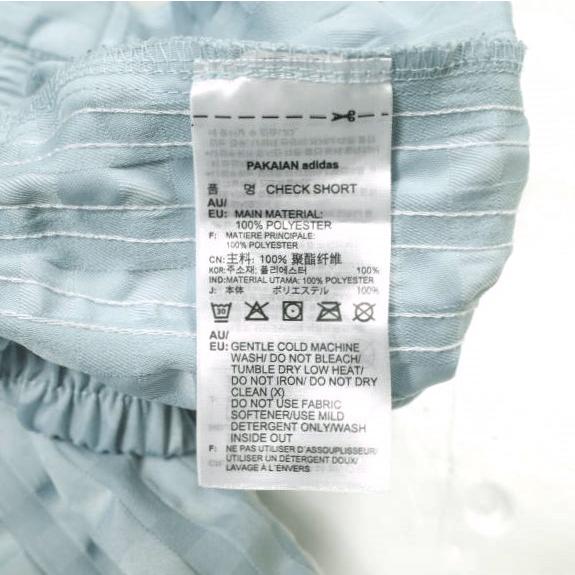 PAKAIAN adidas
품 명 CHECK SHORT
AU/
EU: MAIN MATERIAL:
100% POLYESTER
F: MATIERE PRINCIPALE:
100% POLYESTER
CN: 主料: 100% 聚酯纤维
KOR: 주소재: 폴리에스터 100%
IND: MATERIAL UTAMA: 100% POLYESTER
J: 本体 ポリエステル 100%
30
AU/
EU: GENTLE COLD MACHINE
WASH/ DO NOT BLEACH/
TUMBLE DRY LOW HEAT/
DO NOT IRON/ DO NOT DRY
CLEAN (X)
DO NOT USE FABRIC
SOFTENER/USE MILD
DETERGENT ONLY/WASH
INSIDE OUT
F: NE PAS UTILISER D'ASSOUPLISSEUR/
UTILISER UN DÉTERGENT DOUX/
LAVAGE À L'ENVERS